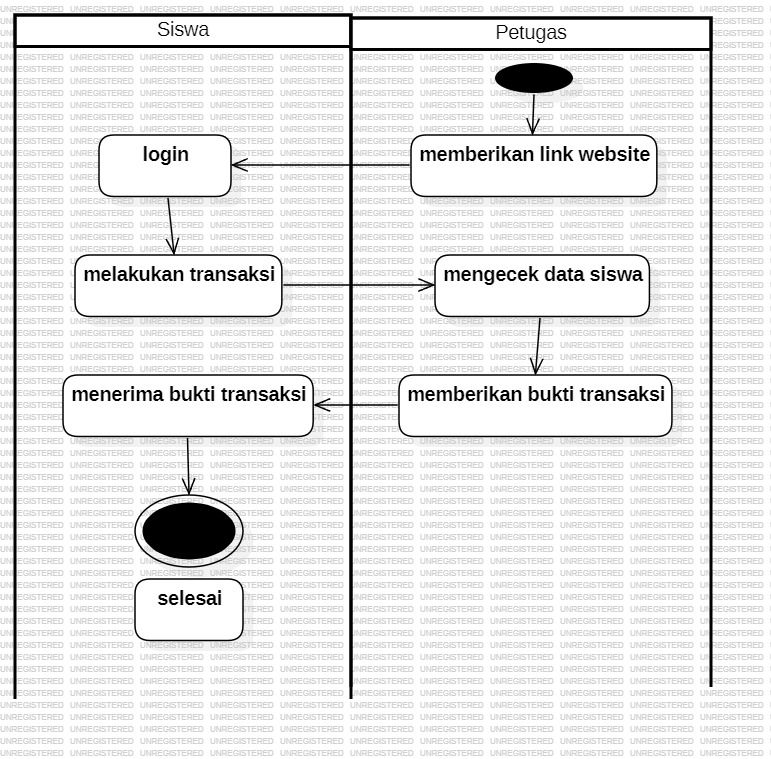 Siswa
Petugas
memberikan link website
login
melakukan transaksi
mengecek data siswa
memberikan bukti transaksi
menerima bukti transaksi
selesai
UNREGISTERED